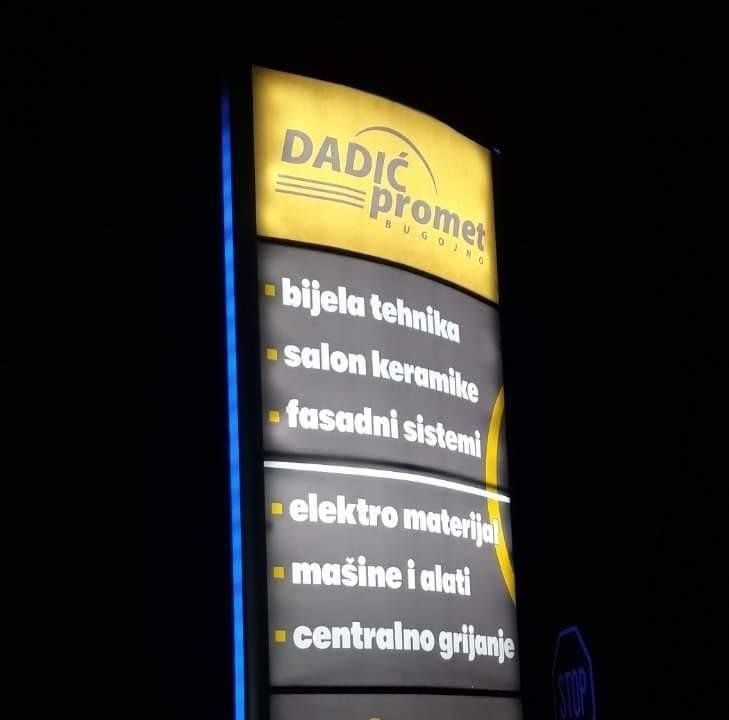 DADIĆ
promet
BUGOJNO
bijela tehnika
salon keramike
fasadni sistemi
elektro materijal
mašine i alati
centralno grijanje
STOP